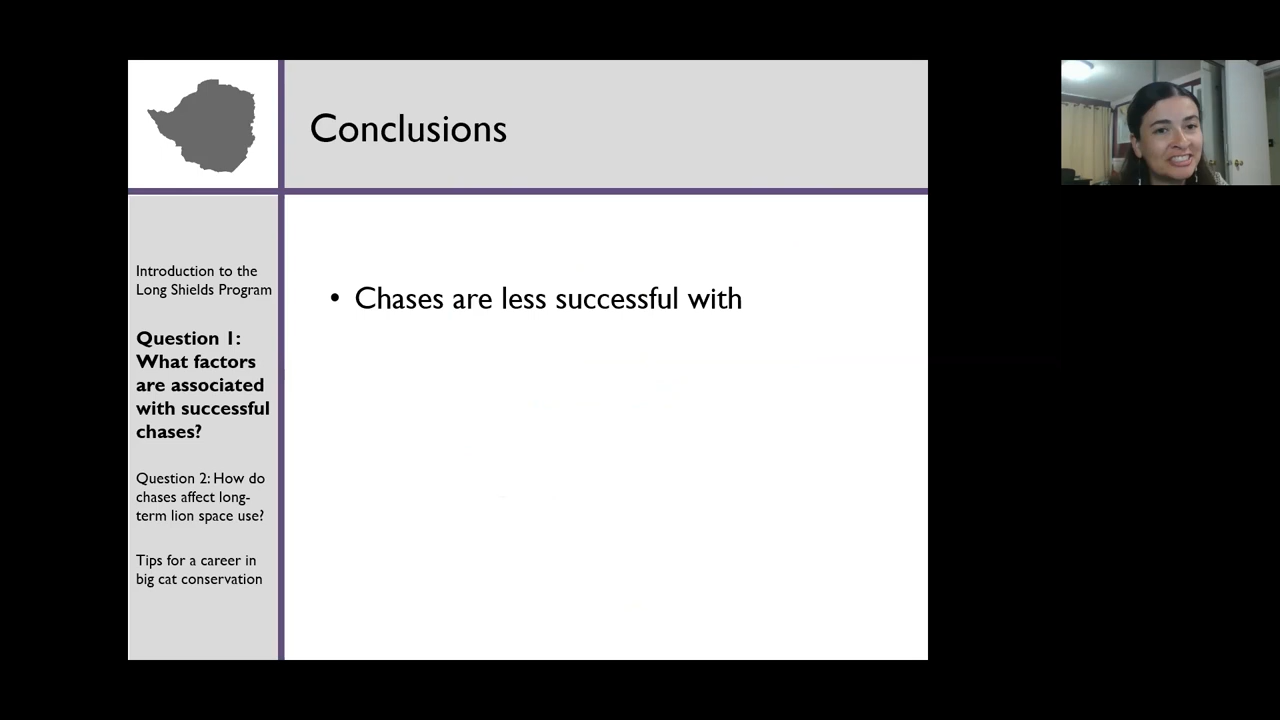 Conclusions
Introduction to the
Long Shields Program
Question 1:
What factors
are associated
with successful
chases?
Question 2: How do
chases affect long-
term lion space use?
Tips for a career in
big cat conservation
• Chases are less successful with